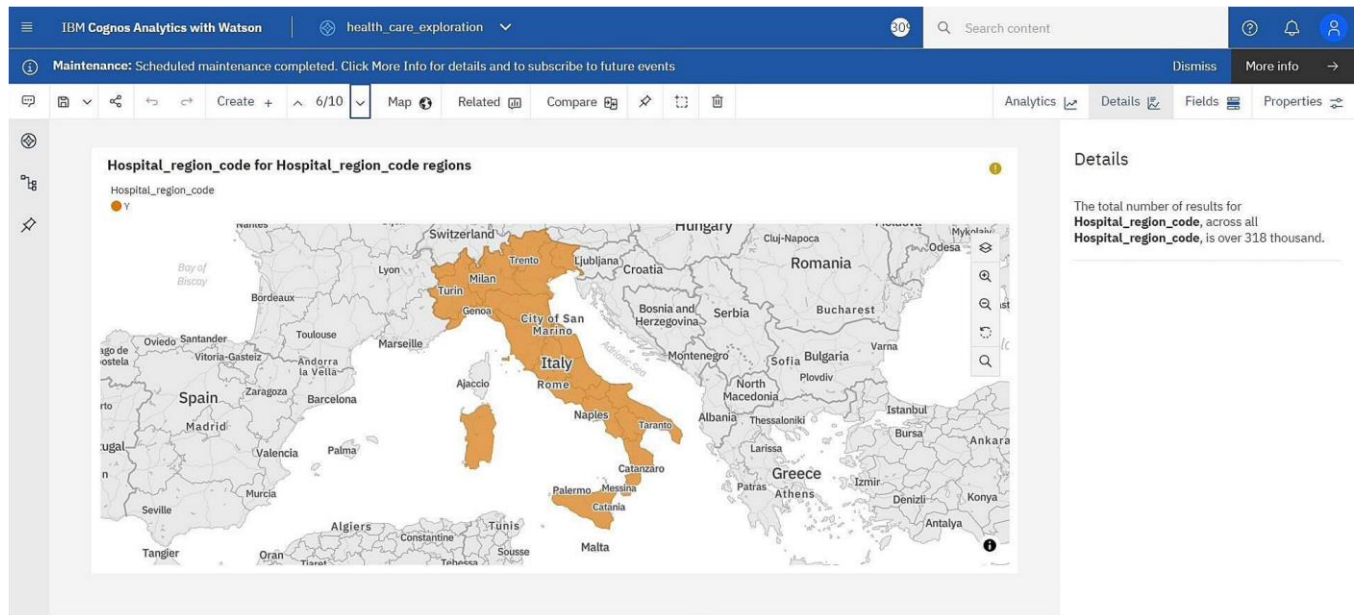 IBM Cognos Analytics with Watson
health_care_exploration
Search content
Maintenance: Scheduled maintenance completed. Click More Info for details and to subscribe to future events
Dismiss
More info
Create
6/10
Map
Related
Compare
Analytics
Details
Fields
Properties
Hospital_region_code for Hospital_region_code regions
Hospital_region_code
Y
Details
The total number of results for
Hospital_region_code, across all
Hospital_region_code, is over 318 thousand.
Nantes
Switzerland
Hungary
Cluj-Napoca
Odesa
Bay of
Biscay
Lyon
Trento
Ljubljana
Croatia
Romania
Milan
Turin
Bordeaux
Genoa
City of San
Marino
Bosnia and
Herzegovina
Serbia
Bucharest
Oviedo
Santander
Toulouse
Marseille
Adriatic Sea
Varna
Vitoria-Gasteiz
Andorra
la Vella
Italy
Montenegro
Sofia
Bulgaria
Plovdiv
Spain
Zaragoza
Barcelona
Ajaccio
Rome
North
Macedonia
Madrid
Naples
Taranto
Albania
Thessaloniki
Istanbul
Bursa
Ankara
Valencia
Palma
Larissa
Catanzaro
Greece
Izmir
Murcia
Palermo
Messina
Patras
Athens
Denizli
Konya
Seville
Catania
Antalya
Algiers
Constantine
Tunis
Tangier
Oran
Tiaret
Tebessa
Sousse
Malta